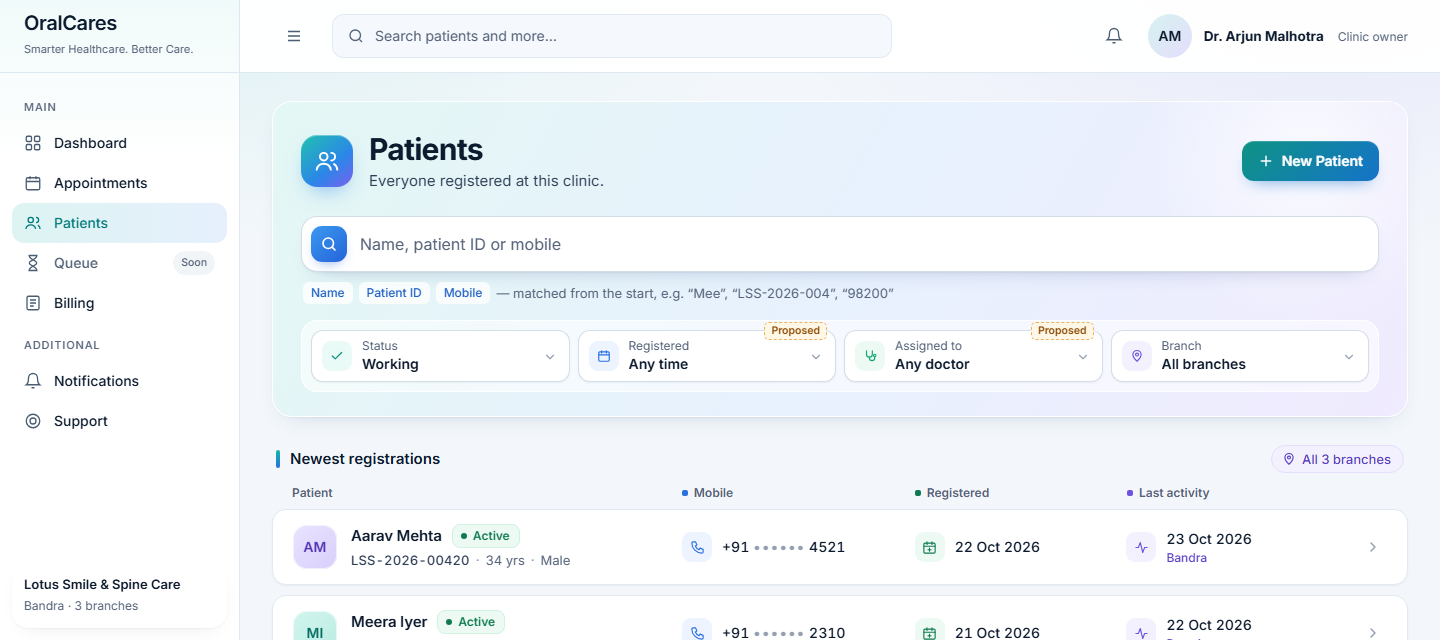 OralCares
Smarter Healthcare. Better Care.
Search patients and more...
AM
Dr. Arjun Malhotra
Clinic owner
MAIN
Dashboard
Appointments
Patients
Queue
Soon
Billing
ADDITIONAL
Notifications
Support
Lotus Smile & Spine Care
Bandra · 3 branches
Patients
Everyone registered at this clinic.
+ New Patient
Name, patient ID or mobile
Name Patient ID Mobile — matched from the start, e.g. “Mee”, “LSS-2026-004”, “98200”
Status
Working
Proposed
Registered
Any time
Proposed
Assigned to
Any doctor
Branch
All branches
Newest registrations
All 3 branches
Patient Mobile Registered Last activity
AM
Aarav Mehta
Active
LSS-2026-00420 · 34 yrs · Male
+91 •••••• 4521
22 Oct 2026
23 Oct 2026
Bandra
MI
Meera Iyer
Active
+91 •••••• 2310
21 Oct 2026
22 Oct 2026